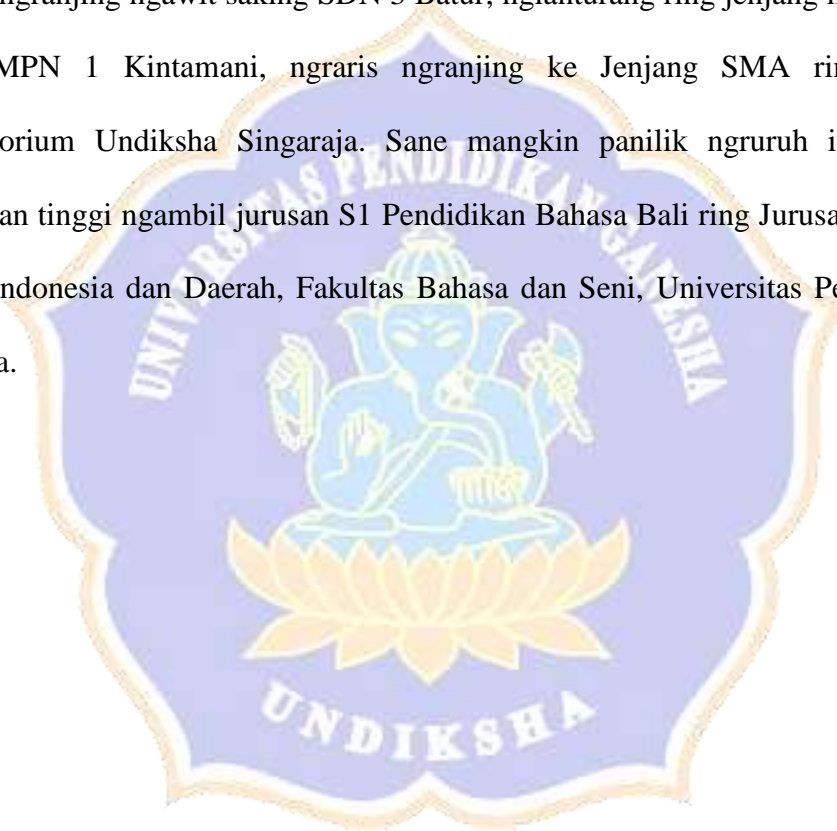 ngranjing ngawit saking SDN 3 Batur, nglanturang ring jenjang
MPN 1 Kintamani, ngraris ngranjing ke Jenjang SMA
orium Undiksha Singaraja. Sane mangkin panilik ngruruh
an tinggi ngambil jurusan S1 Pendidikan Bahasa Bali ring Jurusa
ndonesia dan Daerah, Fakultas Bahasa dan Seni, Universitas Pe
a.
UNIVERSITAS PENDIDIKAN GANESHA
UNDIKSHA